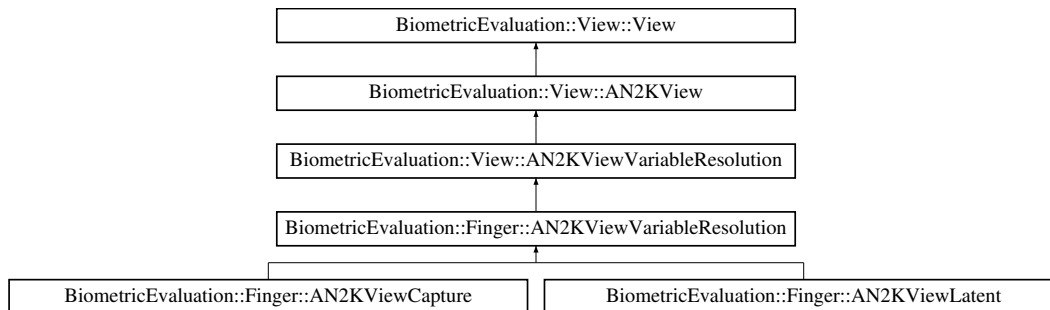 BiometricEvaluation::View::View
BiometricEvaluation::View::AN2KView
BiometricEvaluation::View::AN2KViewVariableResolution
BiometricEvaluation::Finger::AN2KViewVariableResolution
BiometricEvaluation::Finger::AN2KViewCapture
BiometricEvaluation::Finger::AN2KViewLatent